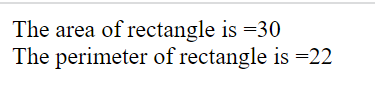 The area of rectangle is =30
The perimeter of rectangle is =22